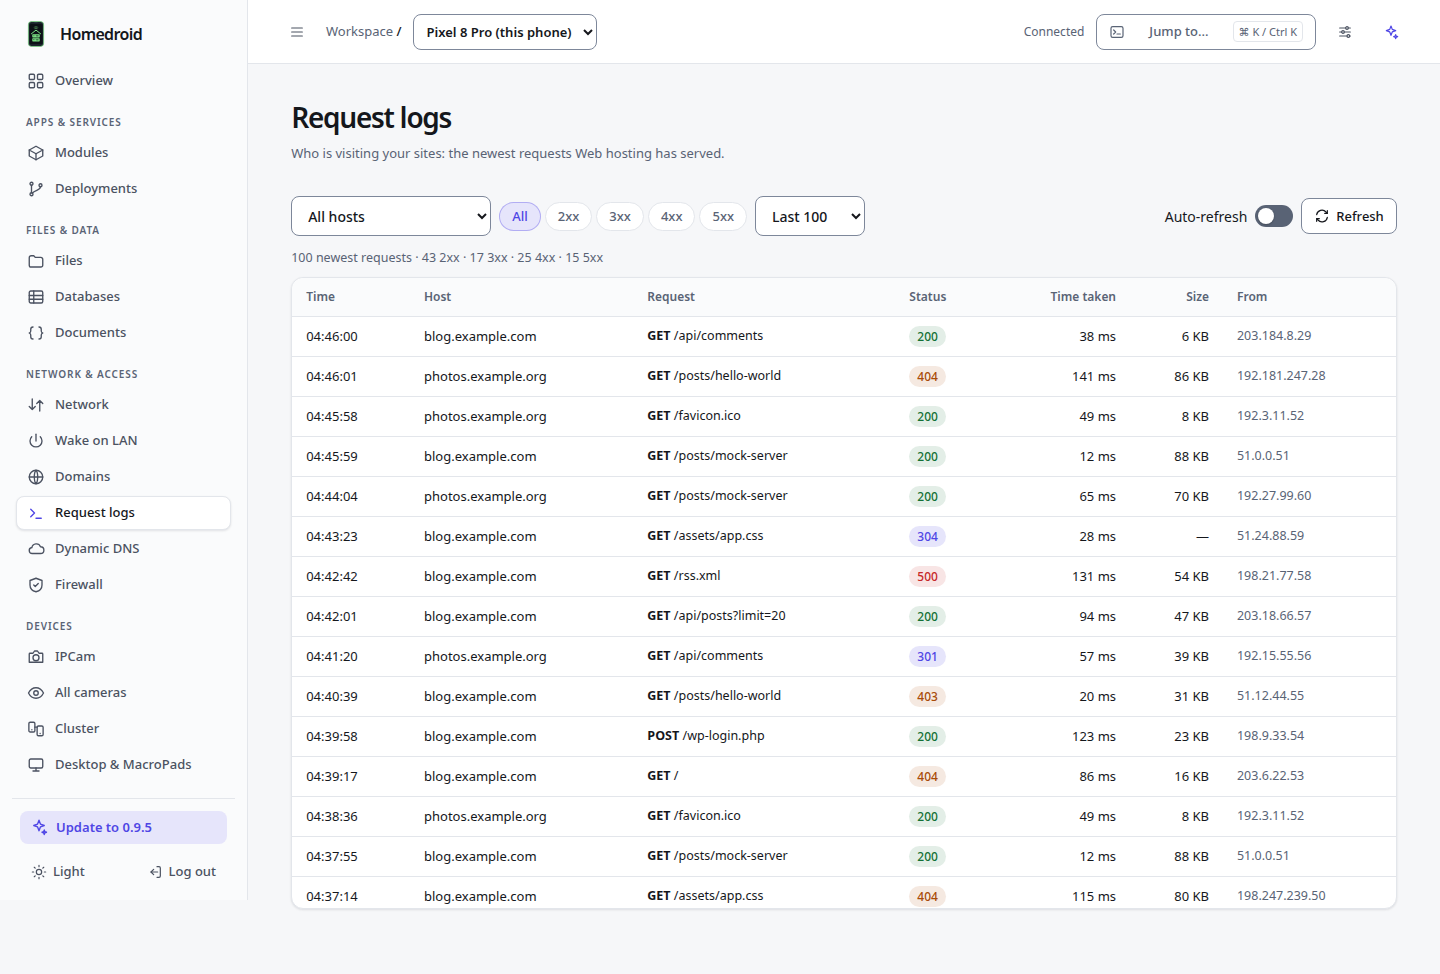 Homedroid
Workspace / Pixel 8 Pro (this phone) Connected Jump to... ⌘ K / Ctrl K
Overview
APPS & SERVICES
Modules
Deployments
FILES & DATA
Files
Databases
Documents
NETWORK & ACCESS
Network
Wake on LAN
Domains
Request logs
Dynamic DNS
Firewall
DEVICES
IPCam
All cameras
Cluster
Desktop & MacroPads
Update to 0.9.5
Light Log out
Request logs
Who is visiting your sites: the newest requests Web hosting has served.
All hosts All 2xx 3xx 4xx 5xx Last 100 Auto-refresh Refresh
100 newest requests · 43 2xx · 17 3xx · 25 4xx · 15 5xx
Time Host Request Status Time taken Size From
04:46:00 blog.example.com GET /api/comments 200 38 ms 6 KB 203.184.8.29
04:46:01 photos.example.org GET /posts/hello-world 404 141 ms 86 KB 192.181.247.28
04:45:58 photos.example.org GET /favicon.ico 200 49 ms 8 KB 192.3.11.52
04:45:59 blog.example.com GET /posts/mock-server 200 12 ms 88 KB 51.0.0.51
04:44:04 photos.example.org GET /posts/mock-server 200 65 ms 70 KB 192.27.99.60
04:43:23 blog.example.com GET /assets/app.css 304 28 ms — 51.24.88.59
04:42:42 blog.example.com GET /rss.xml 500 131 ms 54 KB 198.21.77.58
04:42:01 blog.example.com GET /api/posts?limit=20 200 94 ms 47 KB 203.18.66.57
04:41:20 photos.example.org GET /api/comments 301 57 ms 39 KB 192.15.55.56
04:40:39 blog.example.com GET /posts/hello-world 403 20 ms 31 KB 51.12.44.55
04:39:58 blog.example.com POST /wp-login.php 200 123 ms 23 KB 198.9.33.54
04:39:17 blog.example.com GET / 404 86 ms 16 KB 203.6.22.53
04:38:36 photos.example.org GET /favicon.ico 200 49 ms 8 KB 192.3.11.52
04:37:55 blog.example.com GET /posts/mock-server 200 12 ms 88 KB 51.0.0.51
04:37:14 blog.example.com GET /assets/app.css 404 115 ms 80 KB 198.247.239.50